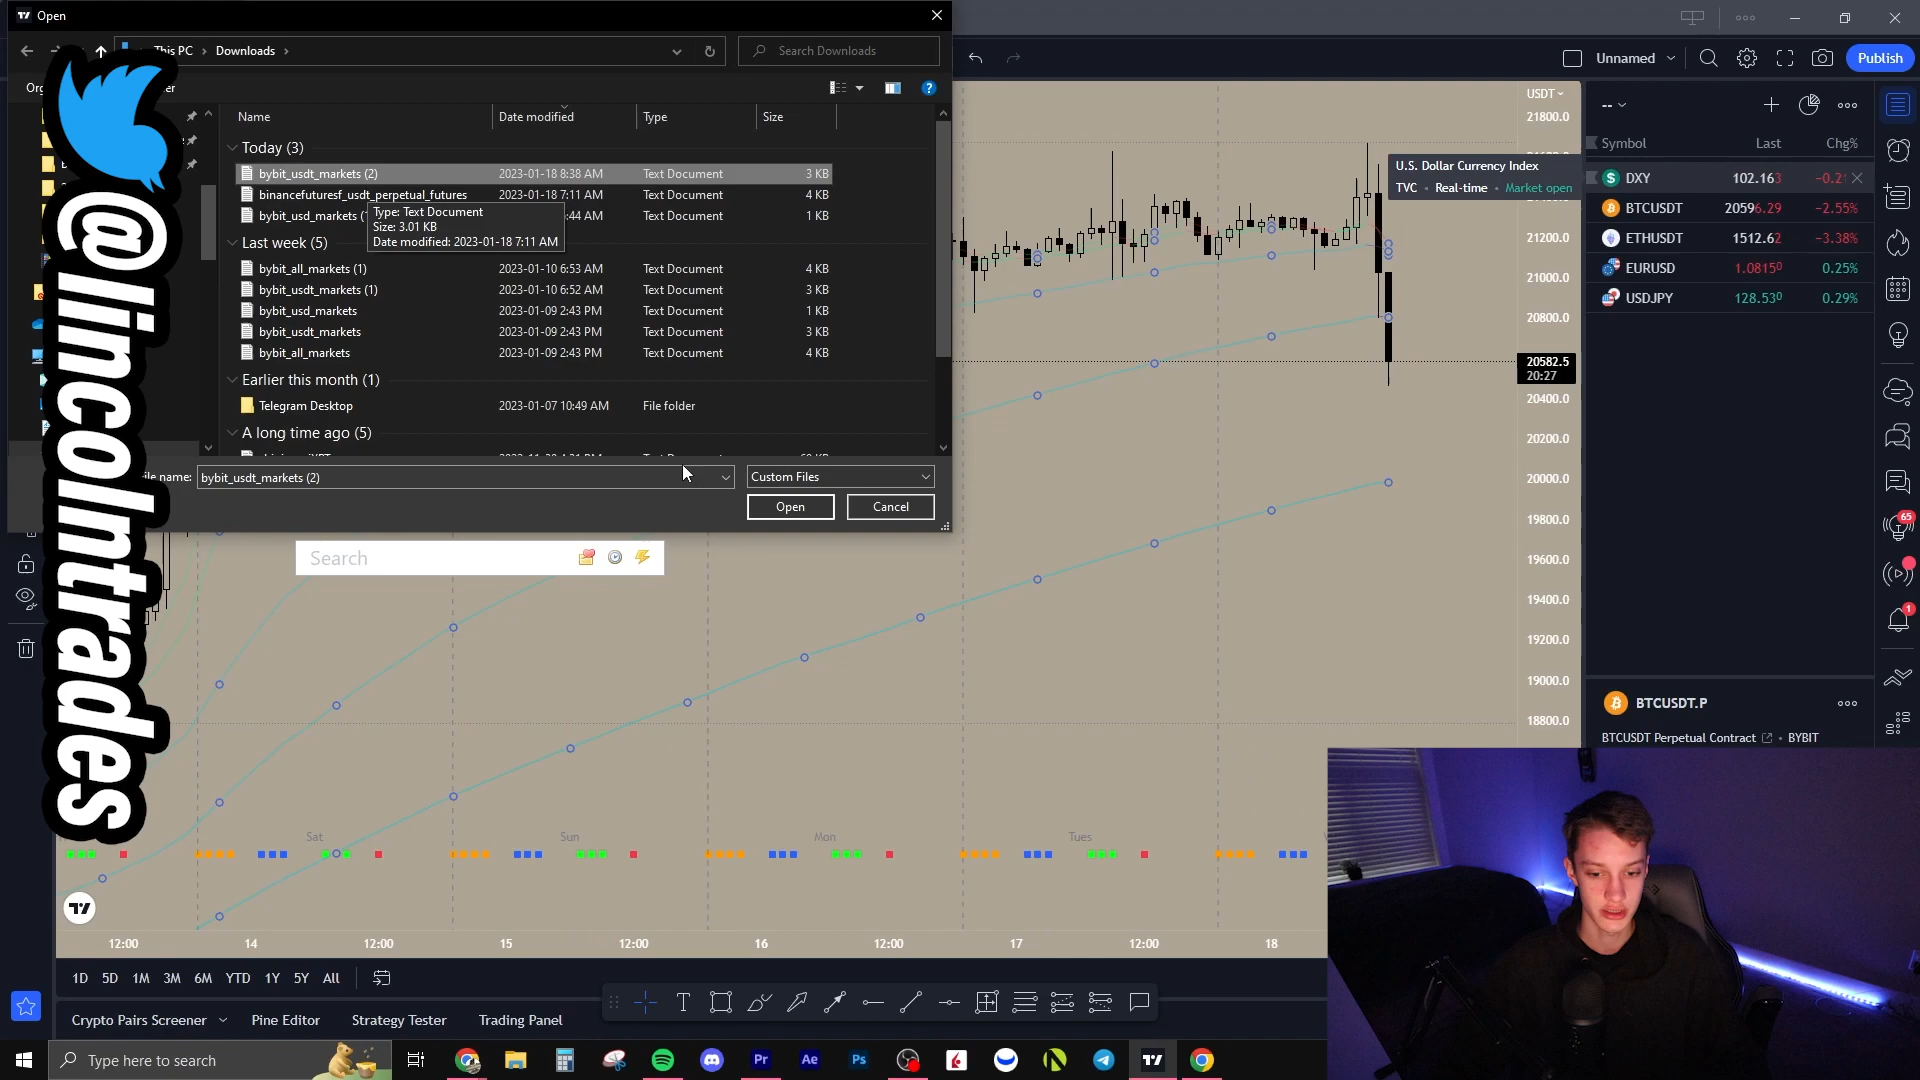 Open
This PC > Downloads >
Search Downloads
Name
Date modified
Type
Size
Today (3)
bybit_usdt_markets (2) 2023-01-18 8:38 AM Text Document 3 KB
binancefuturesf_usdt_perpetual_futures 2023-01-18 7:11 AM Text Document 4 KB
bybit_usd_markets :44 AM Text Document 1 KB
Type: Text Document
Size: 3.01 KB
Date modified: 2023-01-18 7:11 AM
Last week (5)
bybit_all_markets (1) 2023-01-10 6:53 AM Text Document 4 KB
bybit_usdt_markets (1) 2023-01-10 6:52 AM Text Document 3 KB
bybit_usd_markets 2023-01-09 2:43 PM Text Document 1 KB
bybit_usdt_markets 2023-01-09 2:43 PM Text Document 3 KB
bybit_all_markets 2023-01-09 2:43 PM Text Document 4 KB
Earlier this month (1)
Telegram Desktop 2023-01-07 10:49 AM File folder
A long time ago (5)
name: bybit_usdt_markets (2)
Custom Files
Open
Cancel
@lincolntrades
Search
Unnamed
Publish
USDT
21800.0
21200.0
21000.0
20800.0
20582.5
20:27
20400.0
20200.0
20000.0
19800.0
19600.0
19400.0
19200.0
19000.0
18800.0
--
Symbol Last Chg%
U.S. Dollar Currency Index
TVC • Real-time • Market open
DXY 102.163 -0.2
BTCUSDT 20596.29 -2.55%
ETHUSDT 1512.62 -3.38%
EURUSD 1.08150 0.25%
USDJPY 128.530 0.29%
65
1
BTCUSDT.P
BTCUSDT Perpetual Contract • BYBIT
Sat
Sun
Mon
Tues
12:00 14 12:00 15 12:00 16 12:00 17 12:00 18
1D 5D 1M 3M 6M YTD 1Y 5Y All
Crypto Pairs Screener
Pine Editor
Strategy Tester
Trading Panel
Type here to search
Pr
Ae
Ps